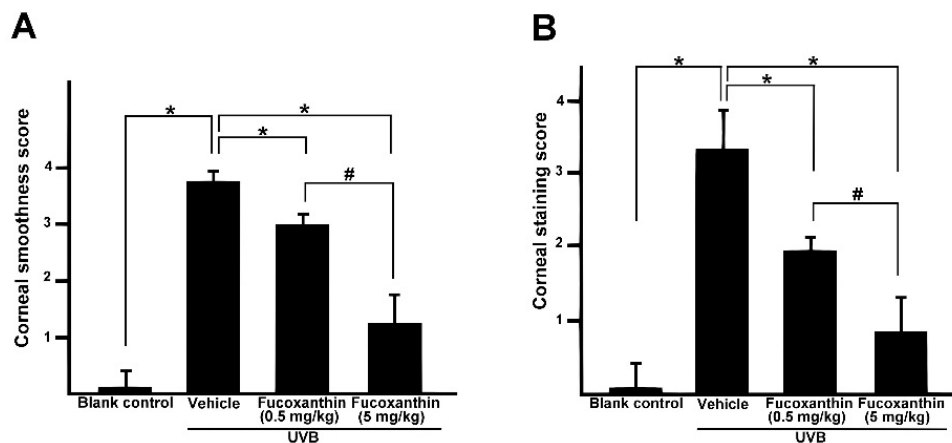 A
Corneal smoothness score
4
3
2
1
*
*
*
#
Blank control
Vehicle
Fucoxanthin
(0.5 mg/kg)
Fucoxanthin
(5 mg/kg)
UVB
B
Corneal staining score
4
3
2
1
*
*
*
#
Blank control
Vehicle
Fucoxanthin
(0.5 mg/kg)
Fucoxanthin
(5 mg/kg)
UVB